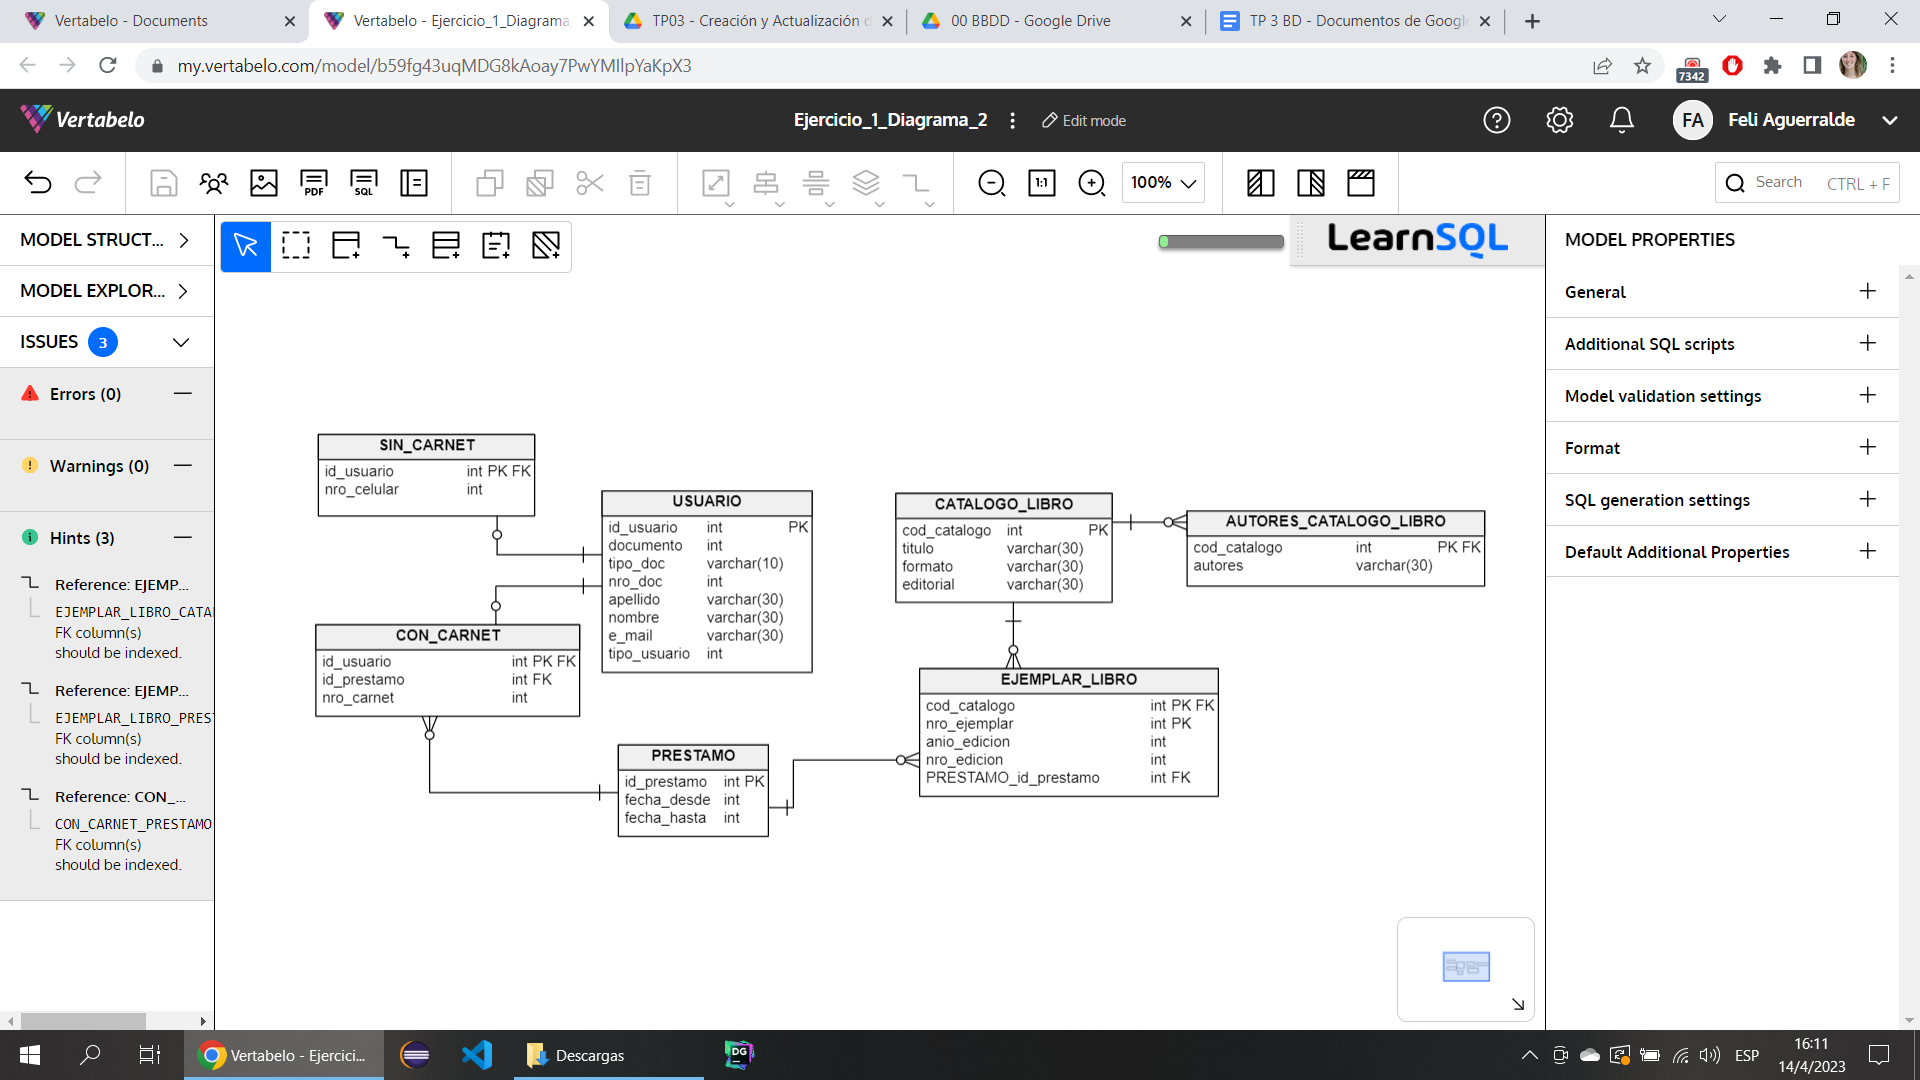 Vertabelo - Documents
Vertabelo - Ejercicio_1_Diagrama
TP03 - Creación y Actualización d
00 BBDD - Google Drive
TP 3 BD - Documentos de Google
my.vertabelo.com/model/b59fg43uqMDG8kAoay7PwYMIlpYaKpX3
7342
Vertabelo
Ejercicio_1_Diagrama_2
Edit mode
FA
Feli Aguerralde
PDF
SQL
1:1
100%
Search
CTRL + F
MODEL STRUCT...
MODEL EXPLOR...
ISSUES 3
Errors (0)
Warnings (0)
Hints (3)
Reference: EJEMP...
EJEMPLAR_LIBRO_CATA
FK column(s)
should be indexed.
Reference: EJEMP...
EJEMPLAR_LIBRO_PRES
FK column(s)
should be indexed.
Reference: CON_...
CON_CARNET_PRESTAMO
FK column(s)
should be indexed.
LearnSQL
SIN_CARNET
id_usuario int PK FK
nro_celular int
USUARIO
id_usuario int PK
documento int
tipo_doc varchar(10)
nro_doc int
apellido varchar(30)
nombre varchar(30)
e_mail varchar(30)
tipo_usuario int
CON_CARNET
id_usuario int PK FK
id_prestamo int FK
nro_carnet int
PRESTAMO
id_prestamo int PK
fecha_desde int
fecha_hasta int
CATALOGO_LIBRO
cod_catalogo int PK
titulo varchar(30)
formato varchar(30)
editorial varchar(30)
AUTORES_CATALOGO_LIBRO
cod_catalogo int PK FK
autores varchar(30)
EJEMPLAR_LIBRO
cod_catalogo int PK FK
nro_ejemplar int PK
anio_edicion int
nro_edicion int
PRESTAMO_id_prestamo int FK
MODEL PROPERTIES
General
Additional SQL scripts
Model validation settings
Format
SQL generation settings
Default Additional Properties
Vertabelo - Ejercici...
Descargas
DG
ESP
16:11
14/4/2023